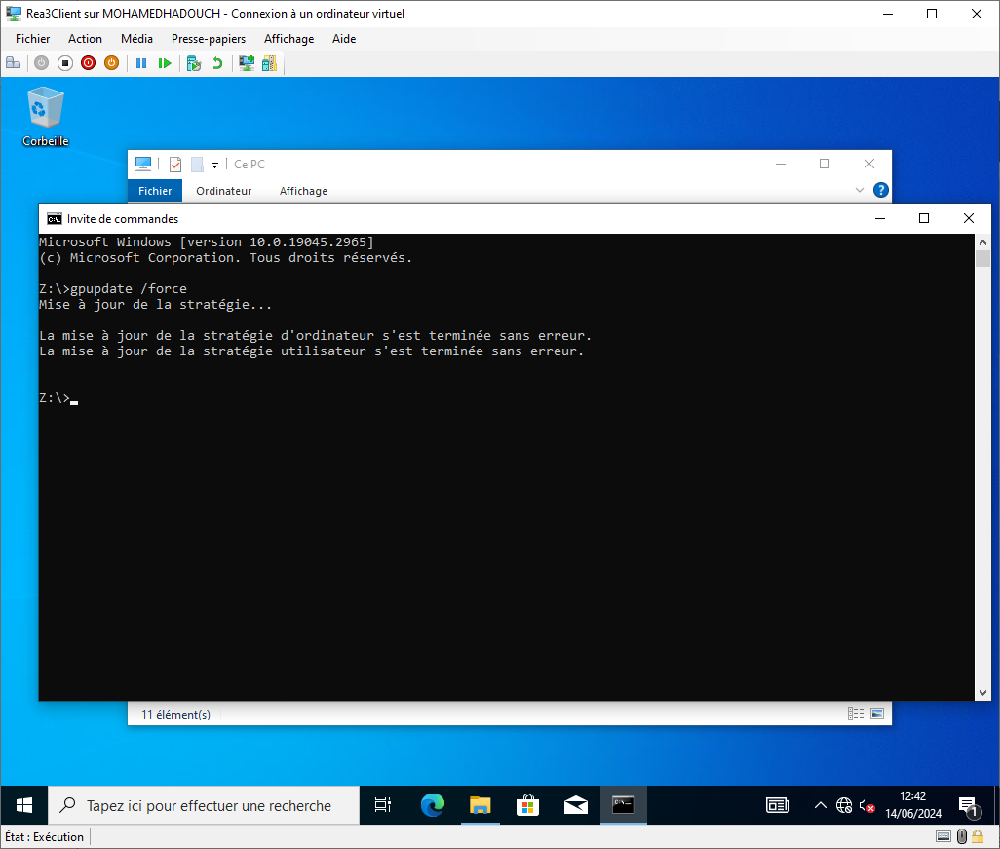 Rea3Client sur MOHAMEDHADOUCH - Connexion à un ordinateur virtuel
Fichier Action Média Presse-papiers Affichage Aide
Corbeille
Ce PC
Fichier Ordinateur Affichage
?
Invite de commandes
Microsoft Windows [version 10.0.19045.2965]
(c) Microsoft Corporation. Tous droits réservés.
Z:\>gpupdate /force
Mise à jour de la stratégie...
La mise à jour de la stratégie d'ordinateur s'est terminée sans erreur.
La mise à jour de la stratégie utilisateur s'est terminée sans erreur.
Z:\>
11 élément(s)
Tapez ici pour effectuer une recherche
12:42
14/06/2024
1
État : Exécution